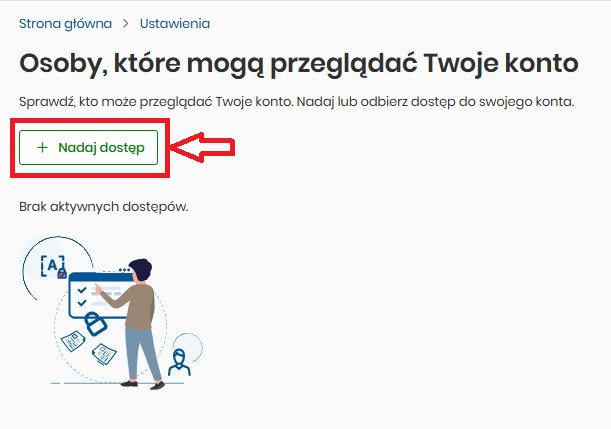 Strona główna > Ustawienia
Osoby, które mogą przeglądać Twoje konto
Sprawdź, kto może przeglądać Twoje konto. Nadaj lub odbierz dostęp do swojego konta.
+ Nadaj dostęp
Brak aktywnych dostępów.
[A]